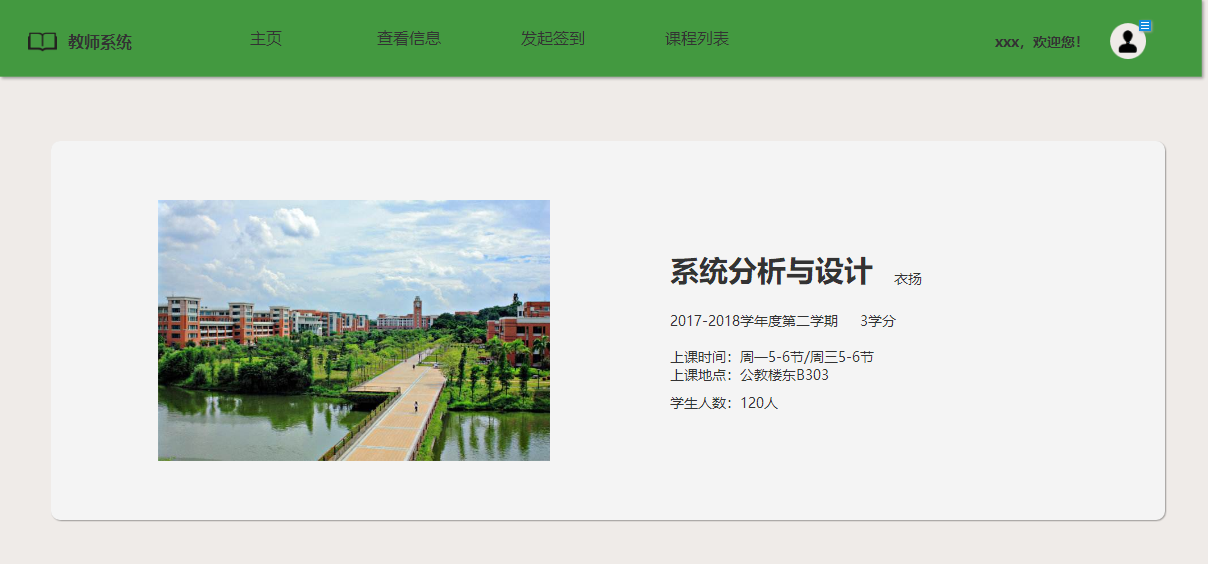 教师系统
主页
查看信息
发起签到
课程列表
xxx，欢迎您！
系统分析与设计 衣扬
2017-2018学年度第二学期 3学分
上课时间：周一5-6节/周三5-6节
上课地点：公教楼东B303
学生人数：120人